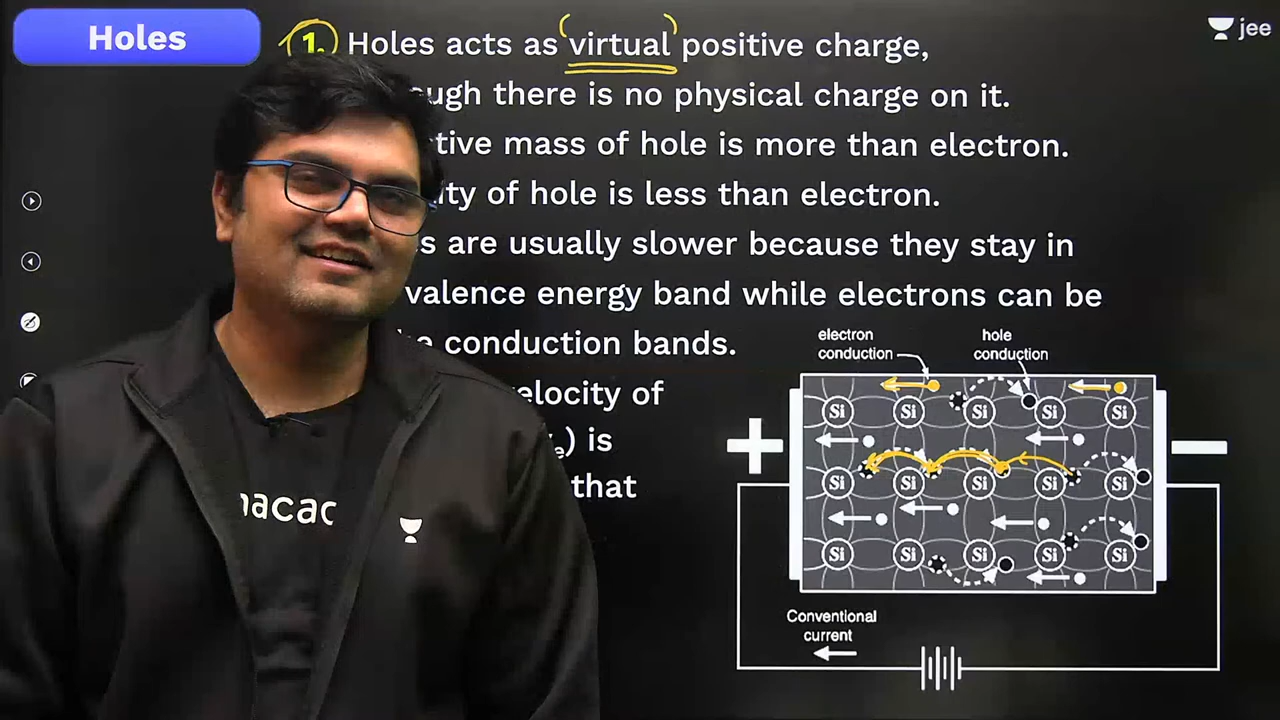 Holes
1. Holes acts as virtual positive charge,
ugh there is no physical charge on it.
ctive mass of hole is more than electron.
ity of hole is less than electron.
s are usually slower because they stay in
valence energy band while electrons can be
conduction bands.
elocity of
e) is
that
jee
electron
conduction
hole
conduction
Si Si Si Si Si
+ −
Si Si Si Si Si
Si Si Si Si Si
Conventional
current
nacac